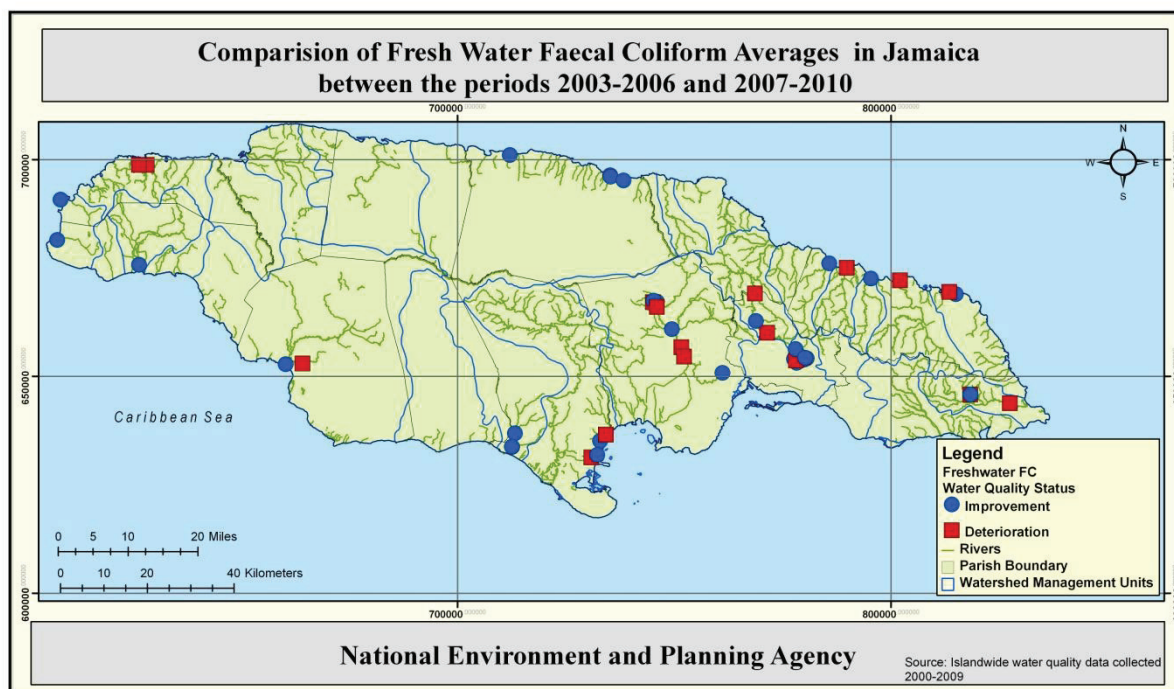 Comparision of Fresh Water Faecal Coliform Averages in Jamaica
between the periods 2003-2006 and 2007-2010
700000
800000
700000
N
W
E
S
650000
Caribbean Sea
Legend
Freshwater FC
Water Quality Status
Improvement
Deterioration
Rivers
Parish Boundary
Watershed Management Units
0 5 10 20 Miles
0 10 20 40 Kilometers
600000
700000
800000
National Environment and Planning Agency
Source: Islandwide water quality data collected
2000-2009